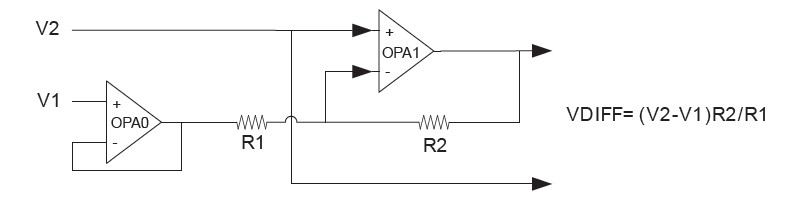 V2
+
OPA1
-
V1
+
OPA0
-
R1
R2
VDIFF= (V2-V1)R2/R1